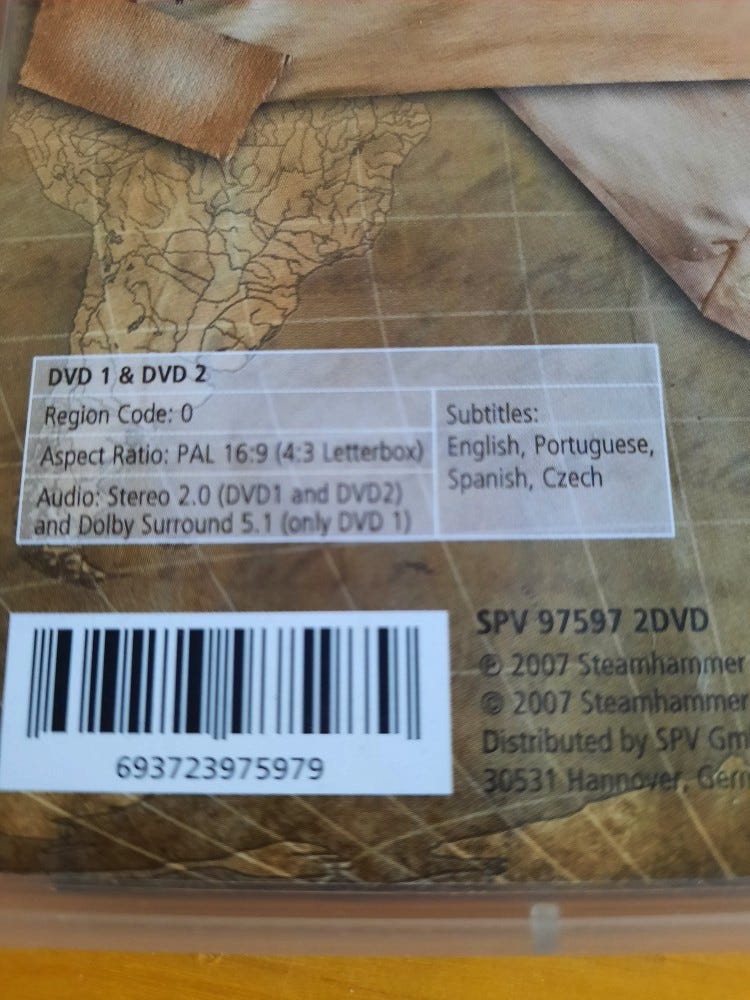 DVD 1 & DVD 2
Region Code: 0
Aspect Ratio: PAL 16:9 (4:3 Letterbox)
Audio: Stereo 2.0 (DVD1 and DVD2)
and Dolby Surround 5.1 (only DVD 1)
Subtitles:
English, Portuguese,
Spanish, Czech
SPV 97597 2DVD
℗ 2007 Steamhammer
© 2007 Steamhammer
Distributed by SPV Gm
30531 Hannover, Germ
693723975979